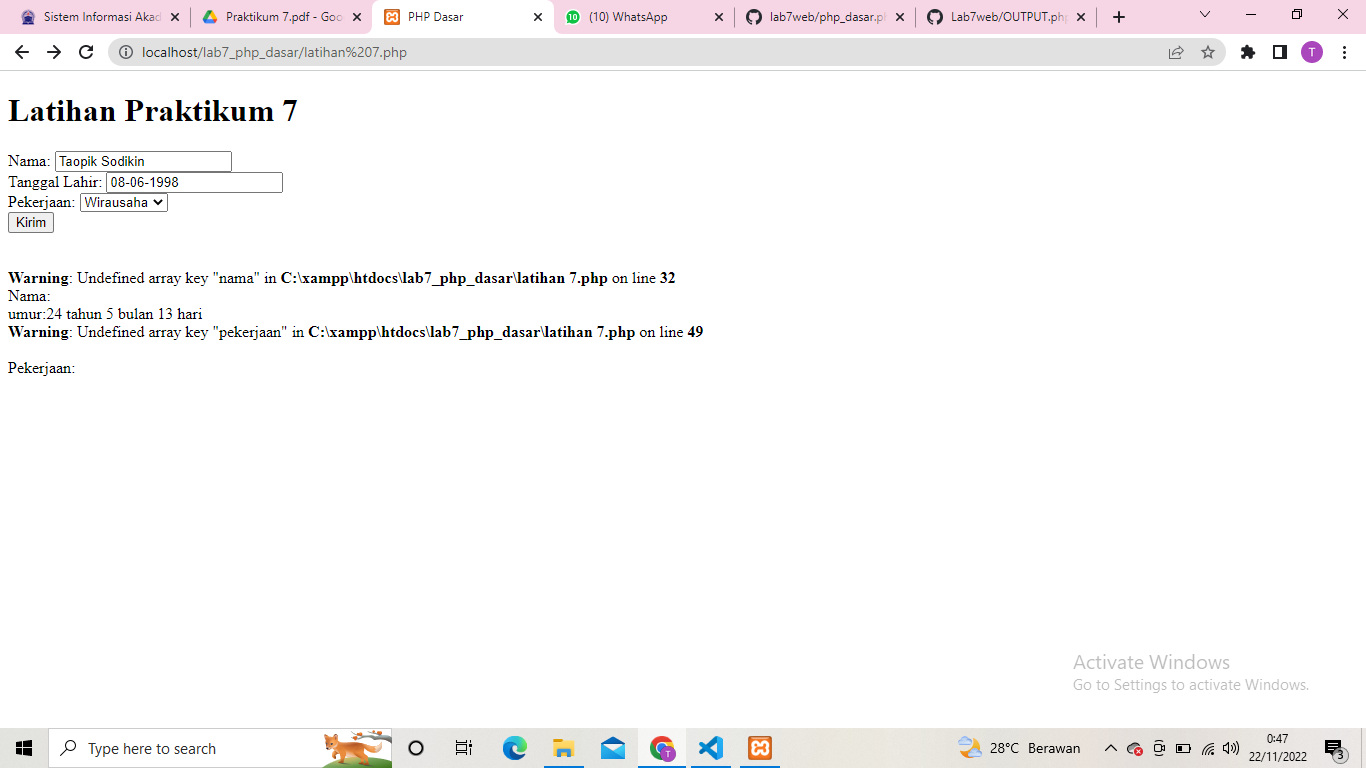 Sistem Informasi Akad
Praktikum 7.pdf - Goo
PHP Dasar
10
(10) WhatsApp
lab7web/php_dasar.ph
Lab7web/OUTPUT.php
localhost/lab7_php_dasar/latihan%207.php
T
Latihan Praktikum 7
Nama: Taopik Sodikin
Tanggal Lahir: 08-06-1998
Pekerjaan: Wirausaha
Kirim
Warning: Undefined array key "nama" in C:\xampp\htdocs\lab7_php_dasar\latihan 7.php on line 32
Nama:
umur:24 tahun 5 bulan 13 hari
Warning: Undefined array key "pekerjaan" in C:\xampp\htdocs\lab7_php_dasar\latihan 7.php on line 49
Pekerjaan:
Activate Windows
Go to Settings to activate Windows.
Type here to search
T
28°C Berawan
0:47
22/11/2022
3